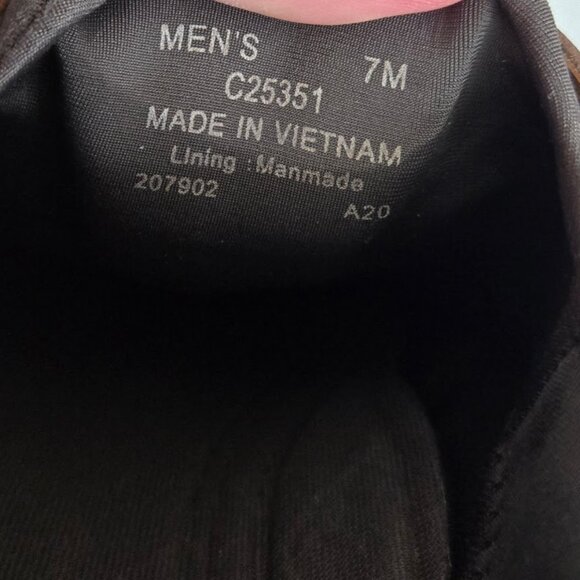 MEN'S 7M
C25351
MADE IN VIETNAM
Lining :Manmade
207902 A20